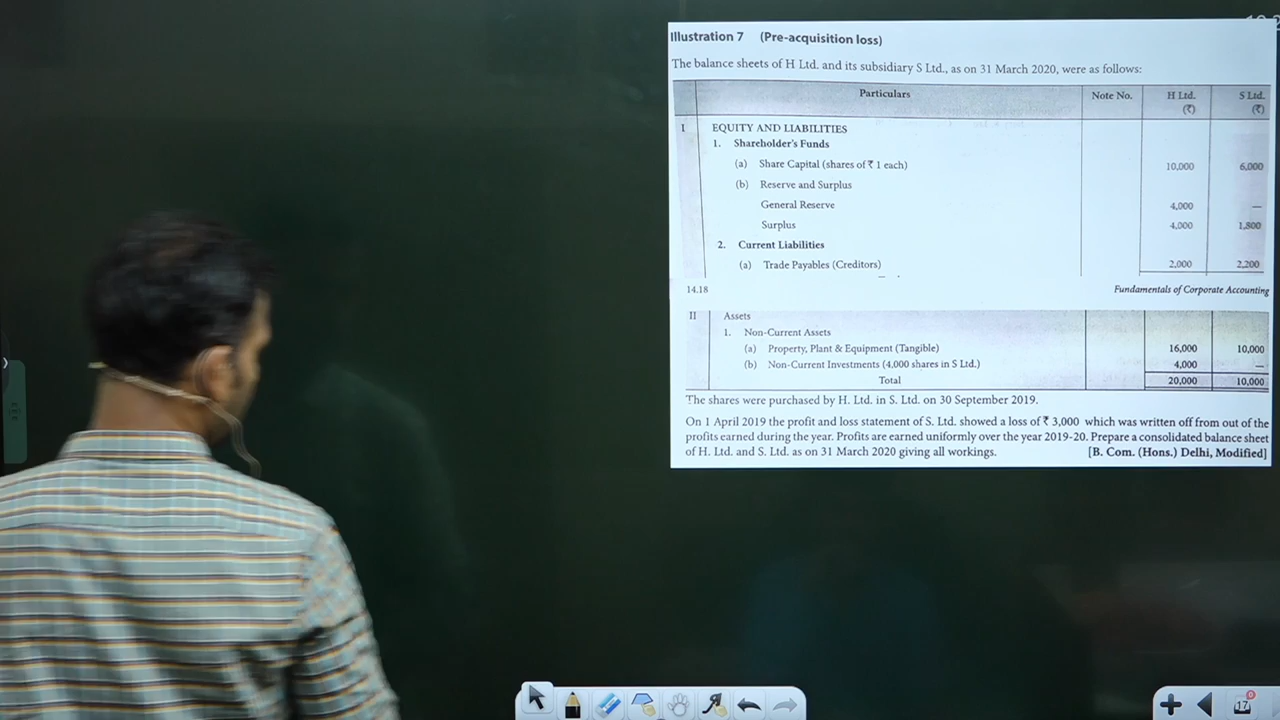 Illustration 7 (Pre-acquisition loss)
The balance sheets of H Ltd. and its subsidiary S Ltd., as on 31 March 2020, were as follows:
Particulars Note No. H Ltd. (₹) S Ltd. (₹)
I EQUITY AND LIABILITIES
1. Shareholder's Funds
(a) Share Capital (shares of ₹ 1 each) 10,000 6,000
(b) Reserve and Surplus
General Reserve 4,000 —
Surplus 4,000 1,800
2. Current Liabilities
(a) Trade Payables (Creditors) 2,000 2,200
14.18 Fundamentals of Corporate Accounting
II Assets
1. Non-Current Assets
(a) Property, Plant & Equipment (Tangible) 16,000 10,000
(b) Non-Current Investments (4,000 shares in S Ltd.) 4,000 —
Total 20,000 10,000
The shares were purchased by H. Ltd. in S. Ltd. on 30 September 2019.
On 1 April 2019 the profit and loss statement of S. Ltd. showed a loss of ₹ 3,000 which was written off from out of the
profits earned during the year. Profits are earned uniformly over the year 2019-20. Prepare a consolidated balance sheet
of H. Ltd. and S. Ltd. as on 31 March 2020 giving all workings. [B. Com. (Hons.) Delhi, Modified]
17